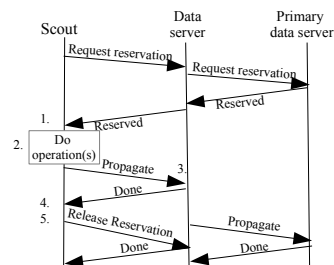 Scout
Data
server
Primary
data server
Request reservation
Request reservation
Reserved
1.
Reserved
2.
Do
operation(s)
Propagate
3.
Done
4.
5.
Release Reservation
Propagate
Done
Done